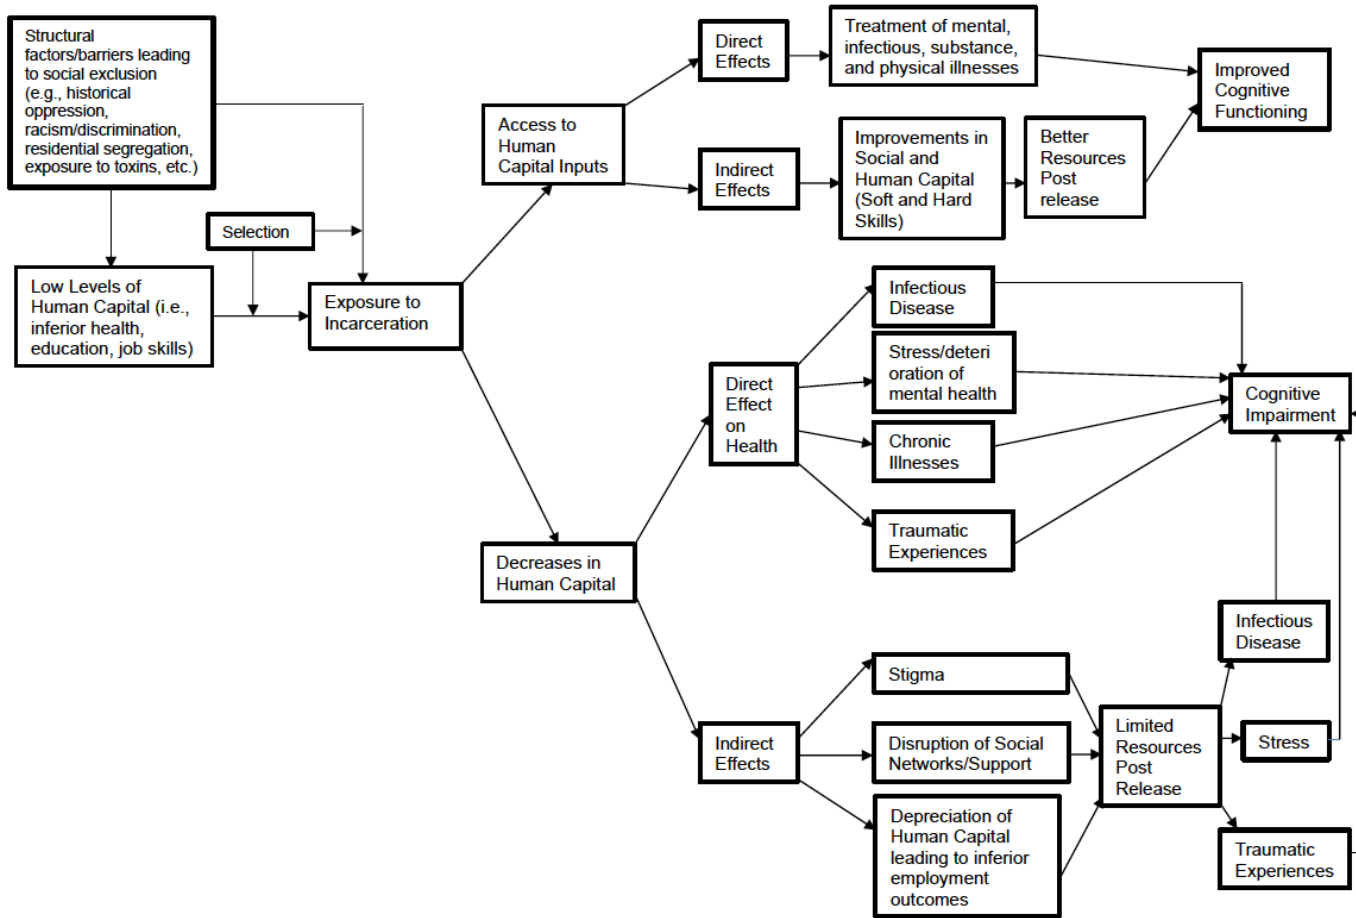 Structural
factors/barriers leading
to social exclusion
(e.g., historical
oppression,
racism/discrimination,
residential segregation,
exposure to toxins, etc.)
Selection
Low Levels of
Human Capital (i.e.,
inferior health,
education, job skills)
Exposure to
Incarceration
Access to
Human
Capital Inputs
Direct
Effects
Treatment of mental,
infectious, substance,
and physical illnesses
Improved
Cognitive
Functioning
Indirect
Effects
Improvements in
Social and
Human Capital
(Soft and Hard
Skills)
Better
Resources
Post
release
Decreases in
Human Capital
Direct
Effect
on
Health
Infectious
Disease
Stress/deteri
oration of
mental health
Chronic
Illnesses
Traumatic
Experiences
Cognitive
Impairment
Indirect
Effects
Stigma
Disruption of Social
Networks/Support
Depreciation of
Human Capital
leading to inferior
employment
outcomes
Limited
Resources
Post
Release
Infectious
Disease
Stress
Traumatic
Experiences